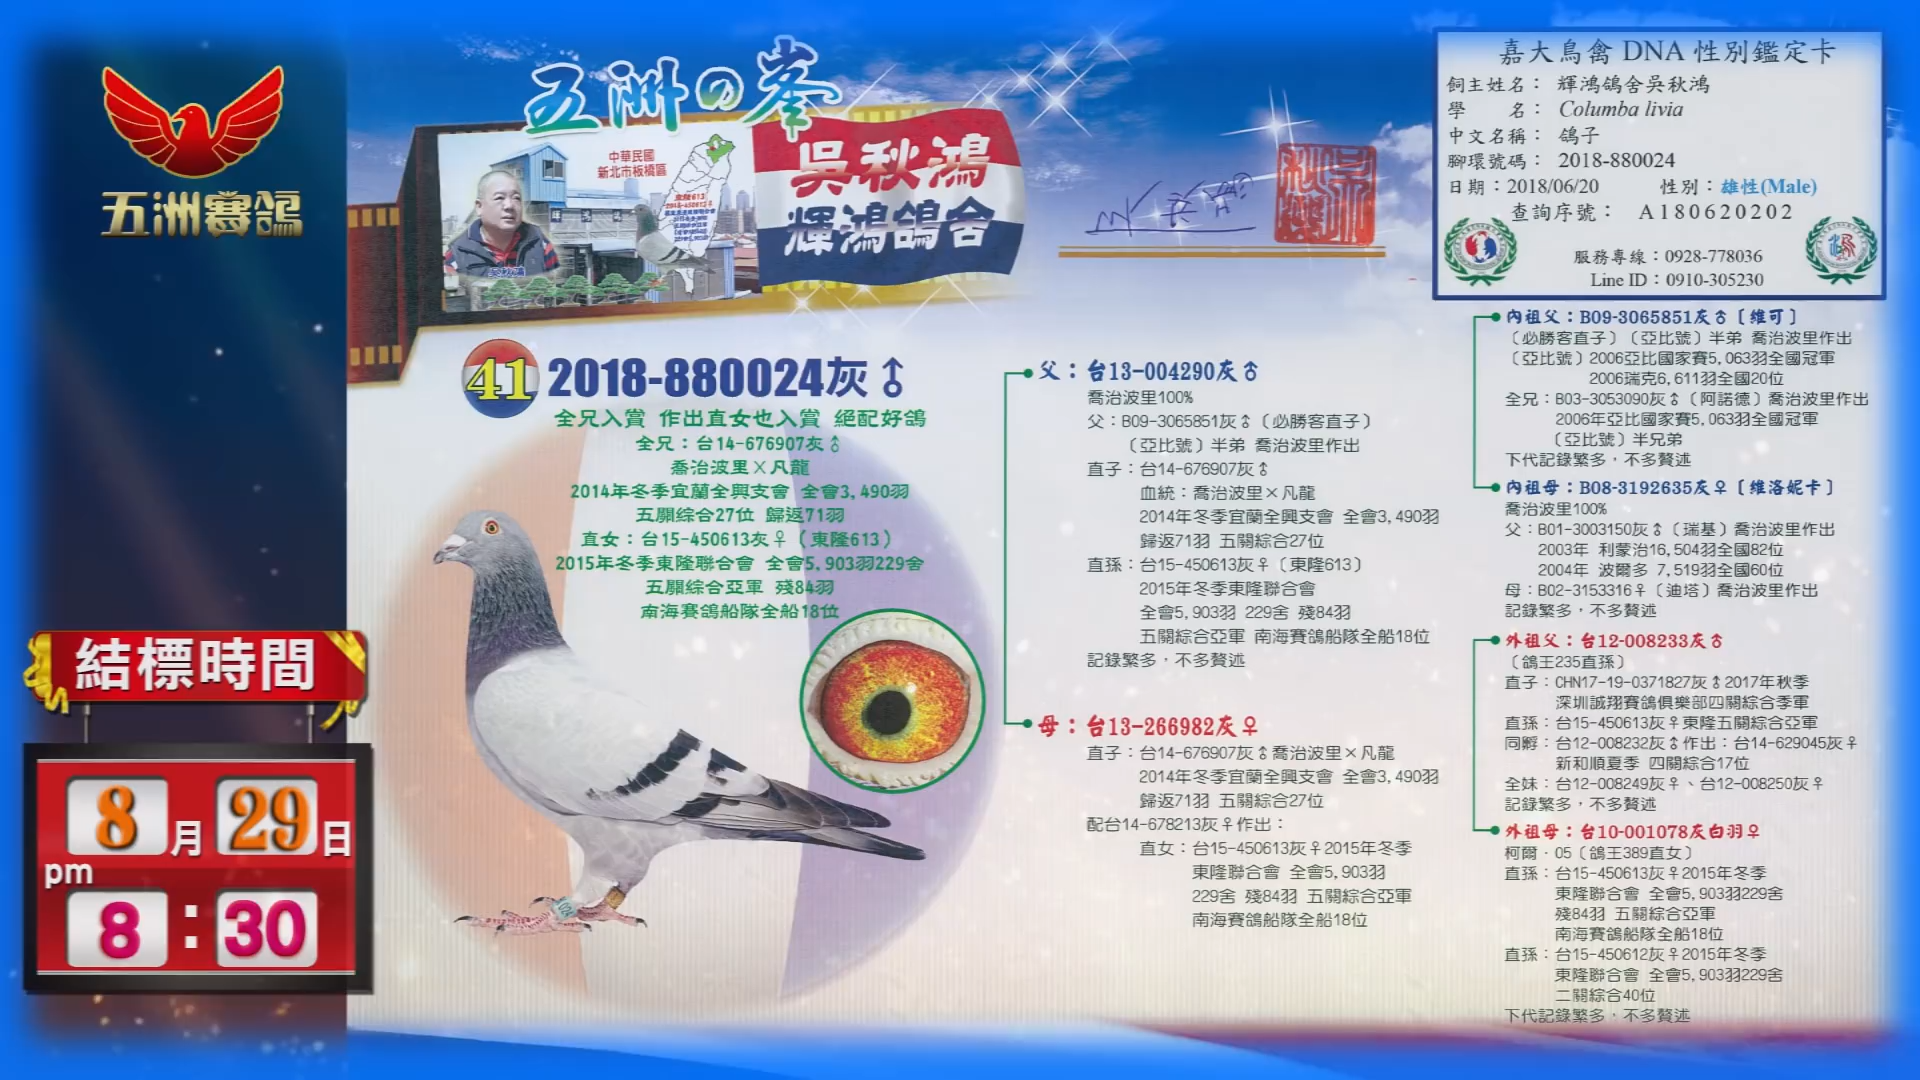 五洲賽鴿
結標時間
8月29日
pm
8:30
五洲の峯
中華民國
新北市板橋區
東隆613
吳秋鴻
輝鴻鴿舍
嘉大鳥禽 DNA 性別鑑定卡
飼主姓名： 輝鴻鴿舍吳秋鴻
學　　名： Columba livia
中文名稱： 鴿子
腳環號碼： 2018-880024
日期：2018/06/20　性別：雄性(Male)
查詢序號： A180620202
服務專線：0928-778036
Line ID：0910-305230
41 2018-880024灰♂
全兄入賞 作出直女也入賞 絕配好鴿
全兄：台14-676907灰♂
喬治波里×凡龍
2014年冬季宜蘭全興支會 全會3,490羽
五關綜合27位 歸返71羽
直女：台15-450613灰♀〔東隆613〕
2015年冬季東隆聯合會 全會5,903羽229舍
五關綜合亞軍 殘84羽
南海賽鴿船隊全船18位
父：台13-004290灰♂
喬治波里100%
父：B09-3065851灰♂〔必勝客直子〕
〔亞比號〕半弟 喬治波里作出
直子：台14-676907灰♂
血統：喬治波里×凡龍
2014年冬季宜蘭全興支會 全會3,490羽
歸返71羽 五關綜合27位
直孫：台15-450613灰♀〔東隆613〕
2015年冬季東隆聯合會
全會5,903羽 229舍 殘84羽
五關綜合亞軍 南海賽鴿船隊全船18位
記錄繁多，不多贅述
母：台13-266982灰♀
直子：台14-676907灰♂喬治波里×凡龍
2014年冬季宜蘭全興支會 全會3,490羽
歸返71羽 五關綜合27位
配台14-678213灰♀作出：
直女：台15-450613灰♀2015年冬季
東隆聯合會 全會5,903羽
229舍 殘84羽 五關綜合亞軍
南海賽鴿船隊全船18位
內祖父：B09-3065851灰♂〔維可〕
〔必勝客直子〕〔亞比號〕半弟 喬治波里作出
〔亞比號〕2006亞比國家賽5,063羽全國冠軍
2006瑞克6,611羽全國20位
全兄：B03-3053090灰♂〔阿諾德〕喬治波里作出
2006年亞比國家賽5,063羽全國冠軍
〔亞比號〕半兄弟
下代記錄繁多，不多贅述
內祖母：B08-3192635灰♀〔維洛妮卡〕
喬治波里100%
父：B01-3003150灰♂〔瑞基〕喬治波里作出
2003年 利蒙治16,504羽全國82位
2004年 波爾多 7,519羽全國60位
母：B02-3153316♀〔迪塔〕喬治波里作出
記錄繁多，不多贅述
外祖父：台12-008233灰♂
〔鴿王235直孫〕
直子：CHN17-19-0371827灰♂2017年秋季
深圳誠翔賽鴿俱樂部四關綜合季軍
直孫：台15-450613灰♀東隆五關綜合亞軍
同孵：台12-008232灰♂作出：台14-629045灰♀
新和順夏季 四關綜合17位
全妹：台12-008249灰♀、台12-008250灰♀
記錄繁多，不多贅述
外祖母：台10-001078灰白羽♀
柯爾．05〔鴿王389直女〕
直孫：台15-450613灰♀2015年冬季
東隆聯合會 全會5,903羽229舍
殘84羽 五關綜合亞軍
南海賽鴿船隊全船18位
直孫：台15-450612灰♀2015年冬季
東隆聯合會 全會5,903羽229舍
二關綜合40位
下代記錄繁多，不多贅述